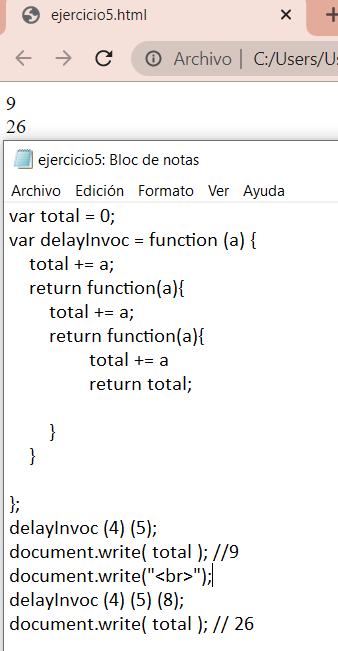 ejercicio5.html
Archivo C:/Users/Us
9
26
ejercicio5: Bloc de notas
Archivo Edición Formato Ver Ayuda
var total = 0;
var delayInvoc = function (a) {
total += a;
return function(a){
total += a;
return function(a){
total += a
return total;
}
}
};
delayInvoc (4) (5);
document.write( total ); //9
document.write("<br>");
delayInvoc (4) (5) (8);
document.write( total ); // 26